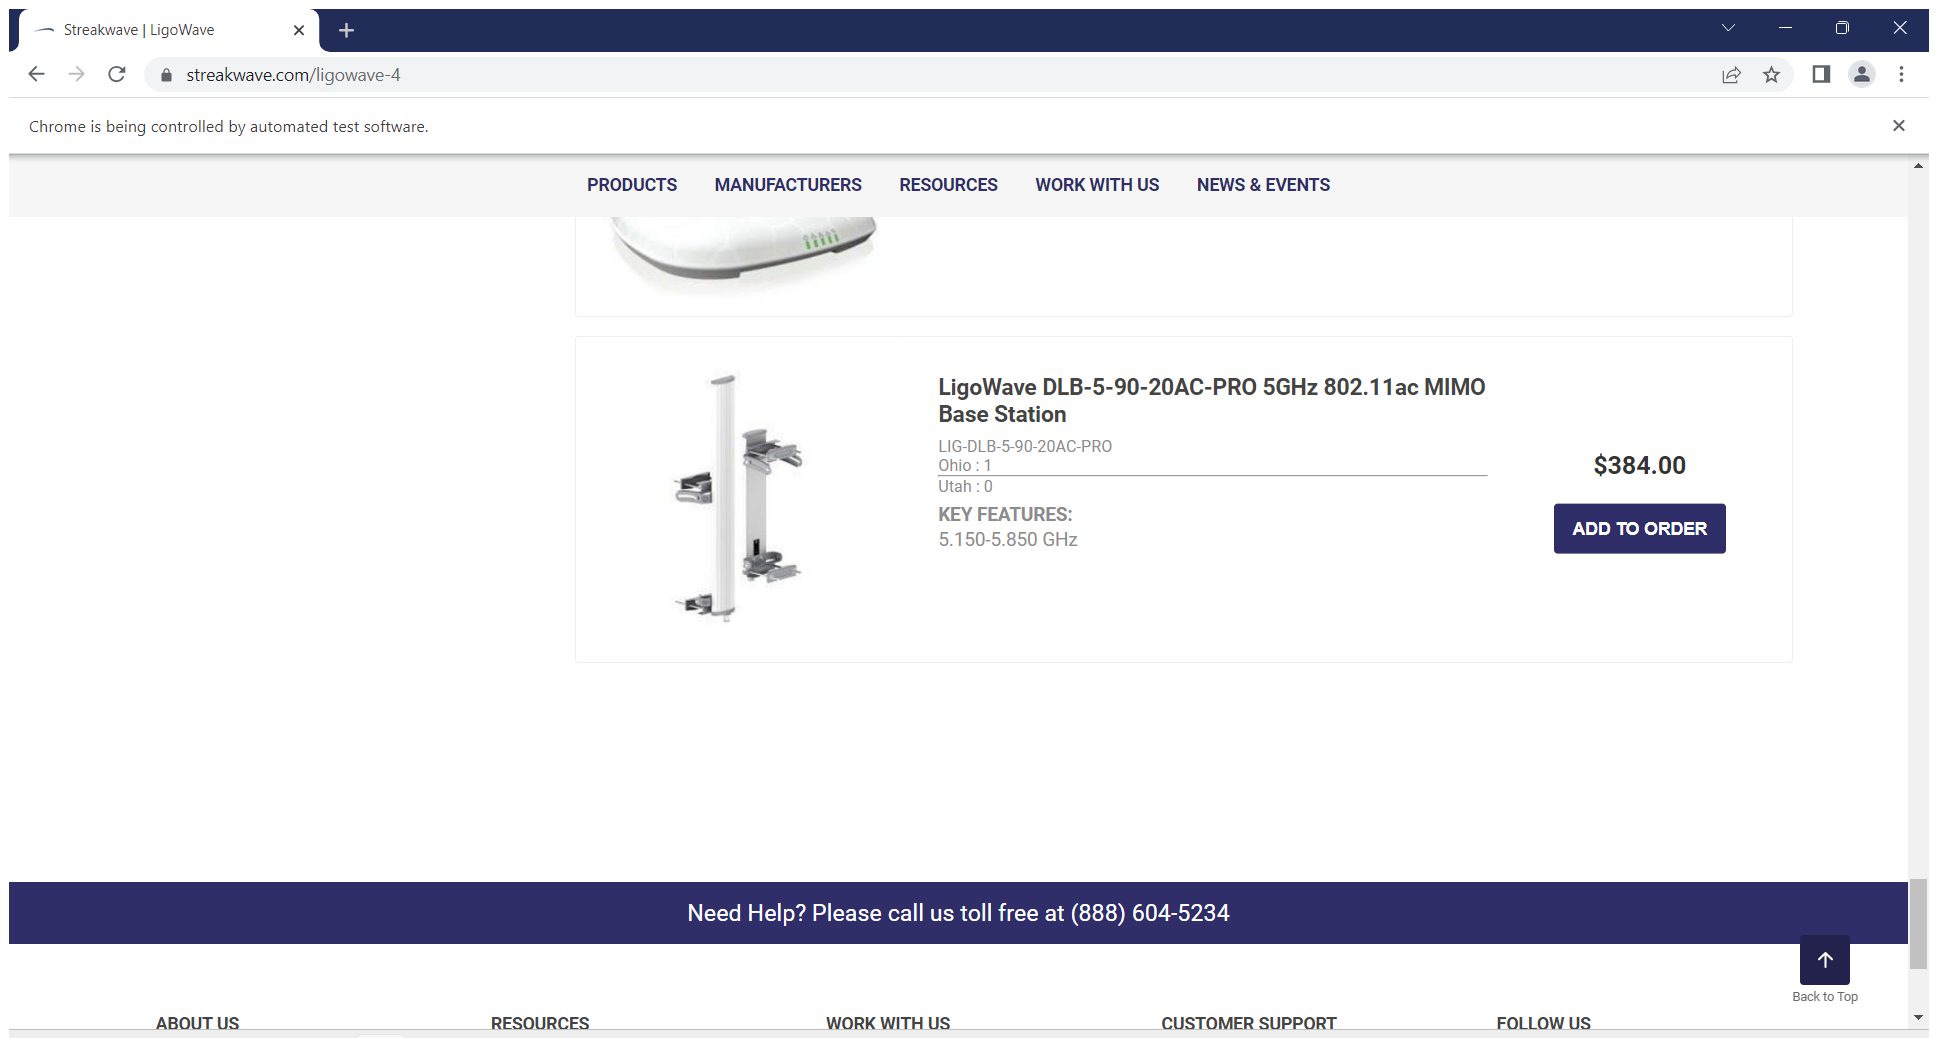 Streakwave | LigoWave
streakwave.com/ligowave-4
Chrome is being controlled by automated test software.
PRODUCTS MANUFACTURERS RESOURCES WORK WITH US NEWS & EVENTS
LigoWave DLB-5-90-20AC-PRO 5GHz 802.11ac MIMO
Base Station
LIG-DLB-5-90-20AC-PRO
Ohio : 1
Utah : 0
KEY FEATURES:
5.150-5.850 GHz
$384.00
ADD TO ORDER
Need Help? Please call us toll free at (888) 604-5234
Back to Top
ABOUT US RESOURCES WORK WITH US CUSTOMER SUPPORT FOLLOW US